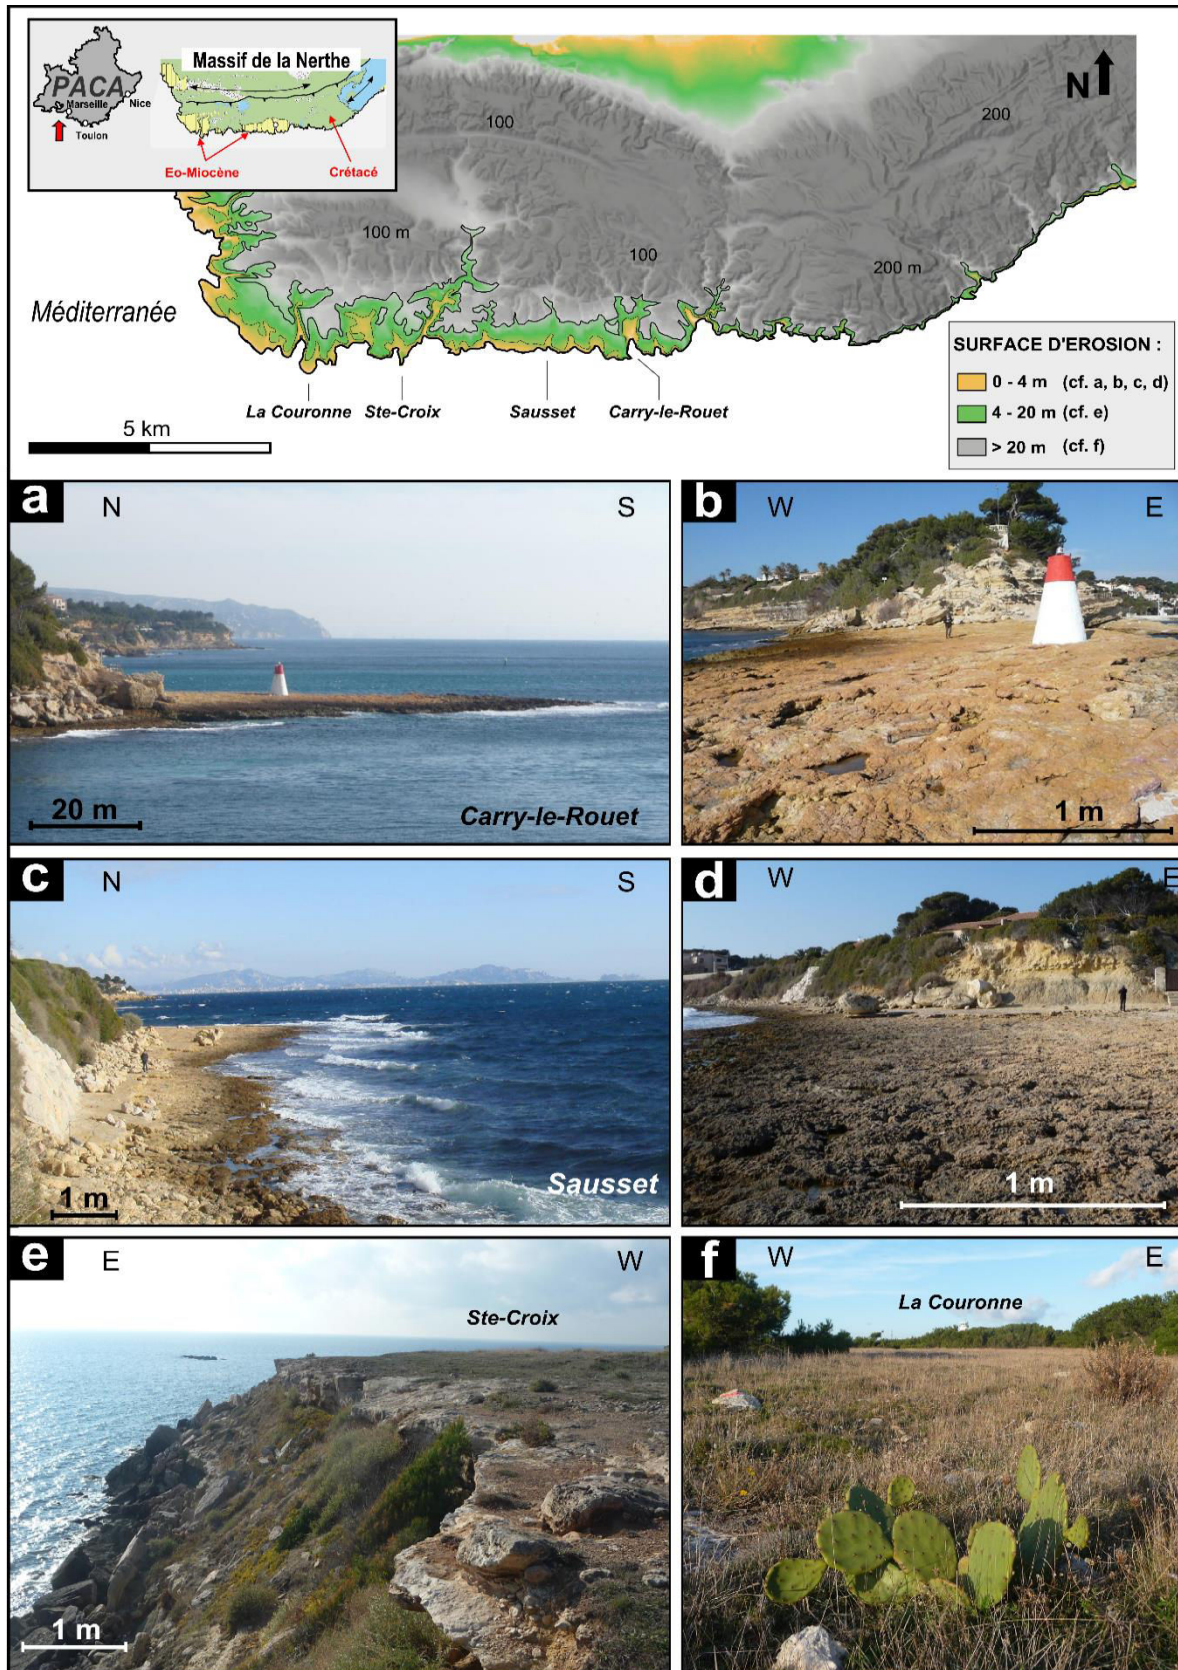 Massif de la Nerthe
PACA
Marseille
Nice
Toulon
Eo-Miocène
Crétacé
N
100
200
100 m
100
200 m
Méditerranée
La Couronne
Ste-Croix
Sausset
Carry-le-Rouet
5 km
SURFACE D'EROSION :
0 - 4 m (cf. a, b, c, d)
4 - 20 m (cf. e)
> 20 m (cf. f)
a
N
S
20 m
Carry-le-Rouet
b
W
E
1 m
c
N
S
1 m
Sausset
d
W
E
1 m
e
E
W
Ste-Croix
1 m
f
W
E
La Couronne